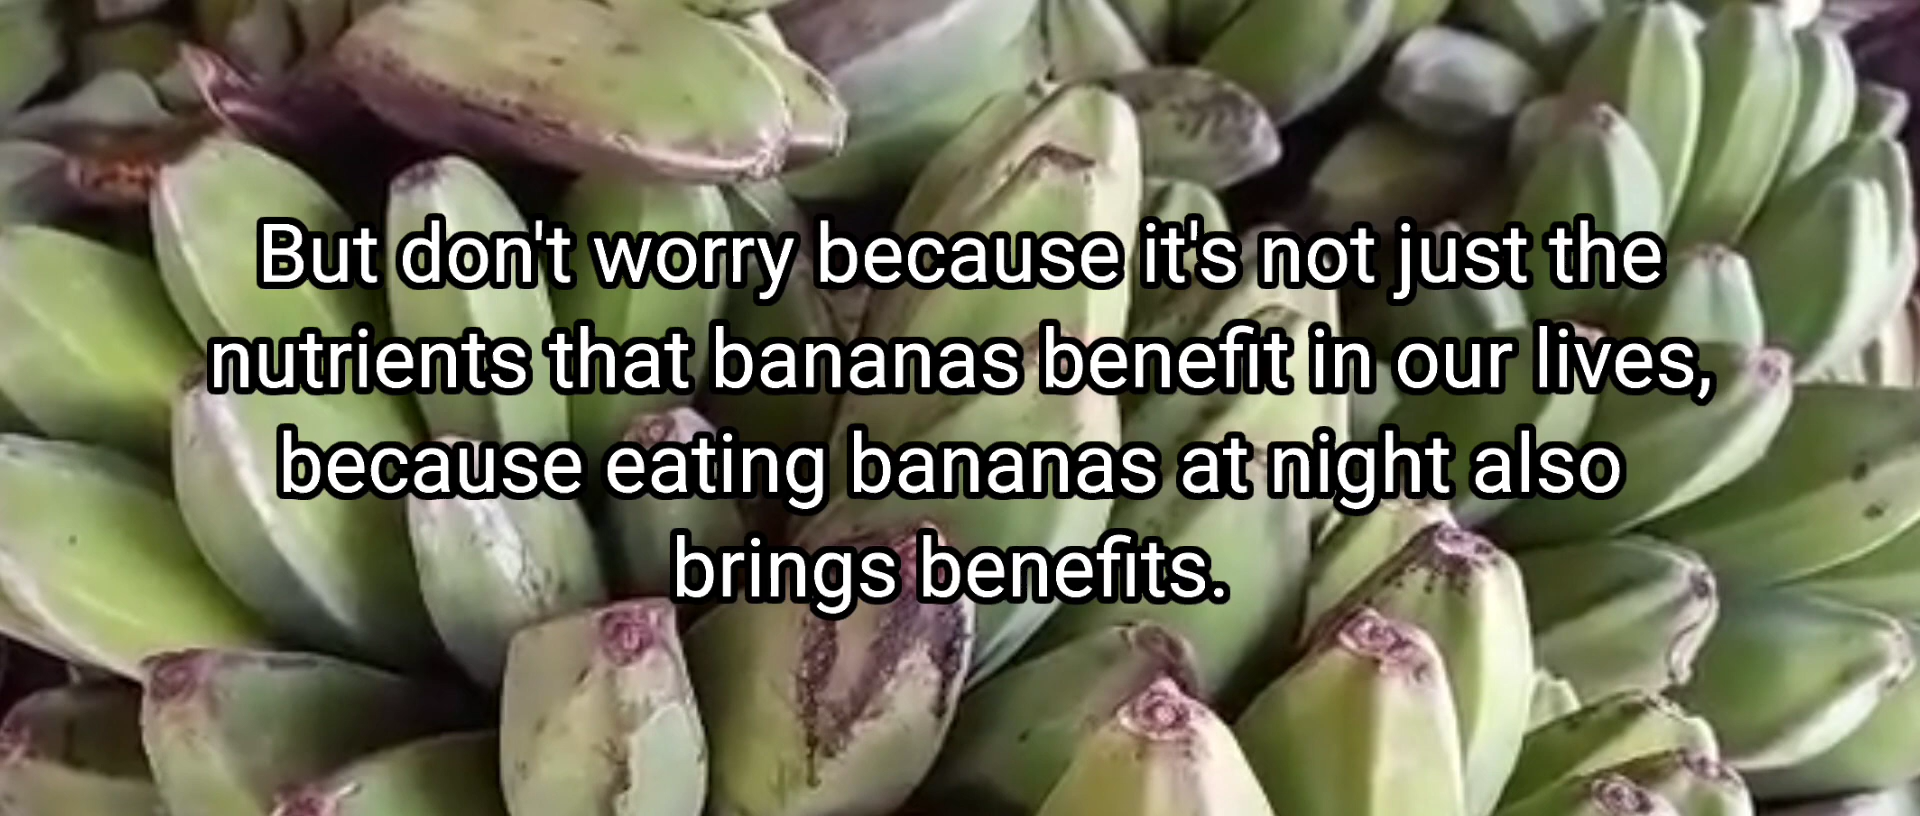 But don't worry because it's not just the
nutrients that bananas benefit in our lives,
because eating bananas at night also
brings benefits.